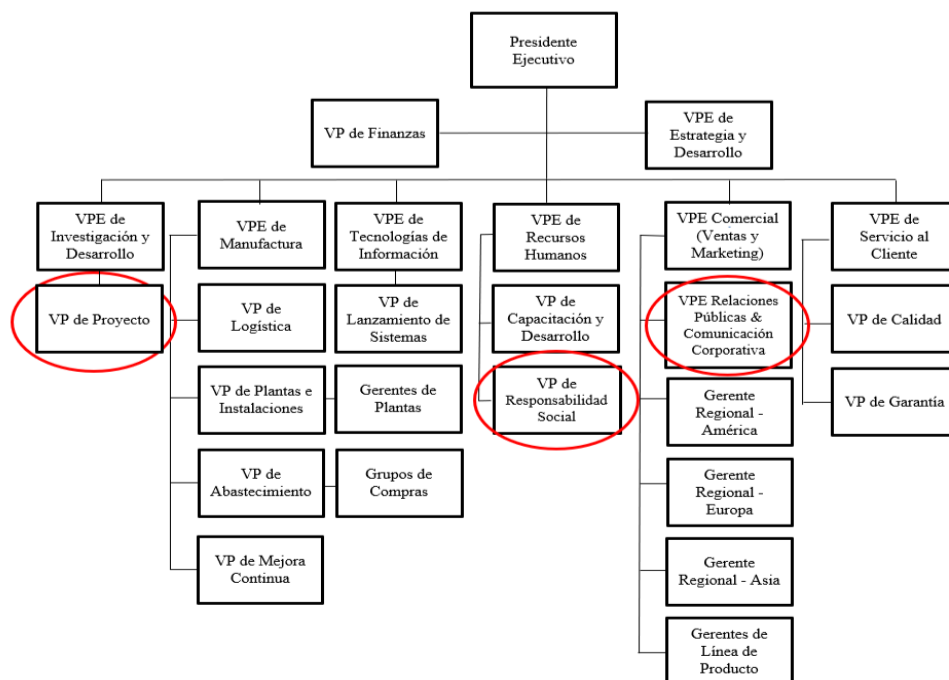 Presidente
Ejecutivo
VP de Finanzas
VPE de
Estrategia y
Desarrollo
VPE de
Investigación y
Desarrollo
VPE de
Manufactura
VPE de
Tecnologías de
Información
VPE de
Recursos
Humanos
VPE Comercial
(Ventas y
Marketing)
VPE de
Servicio al
Cliente
VP de Proyecto
VP de
Logística
VP de
Lanzamiento de
Sistemas
VP de
Capacitación y
Desarrollo
VPE Relaciones
Públicas &
Comunicación
Corporativa
VP de Calidad
VP de Plantas e
Instalaciones
Gerentes de
Plantas
VP de
Responsabilidad
Social
Gerente
Regional -
América
VP de Garantía
VP de
Abastecimiento
Grupos de
Compras
Gerente
Regional -
Europa
VP de Mejora
Continua
Gerente
Regional - Asia
Gerentes de
Línea de
Producto